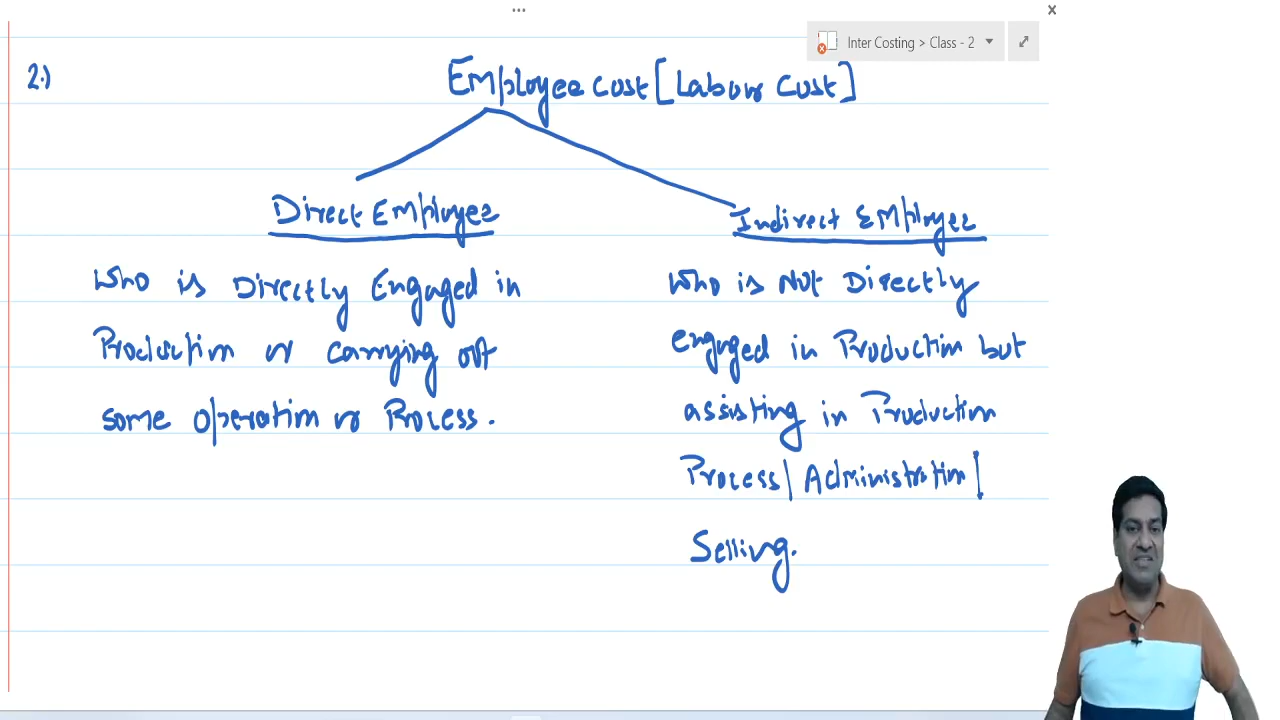 Inter Costing > Class - 2
2.)
Employee Cost [Labour Cost]
Direct Employee
Indirect Employee
Who is Directly Engaged in
Production or carrying out
some operation or Process.
Who is Not Directly
engaged in Production but
assisting in Production
Process| Administration|
Selling.